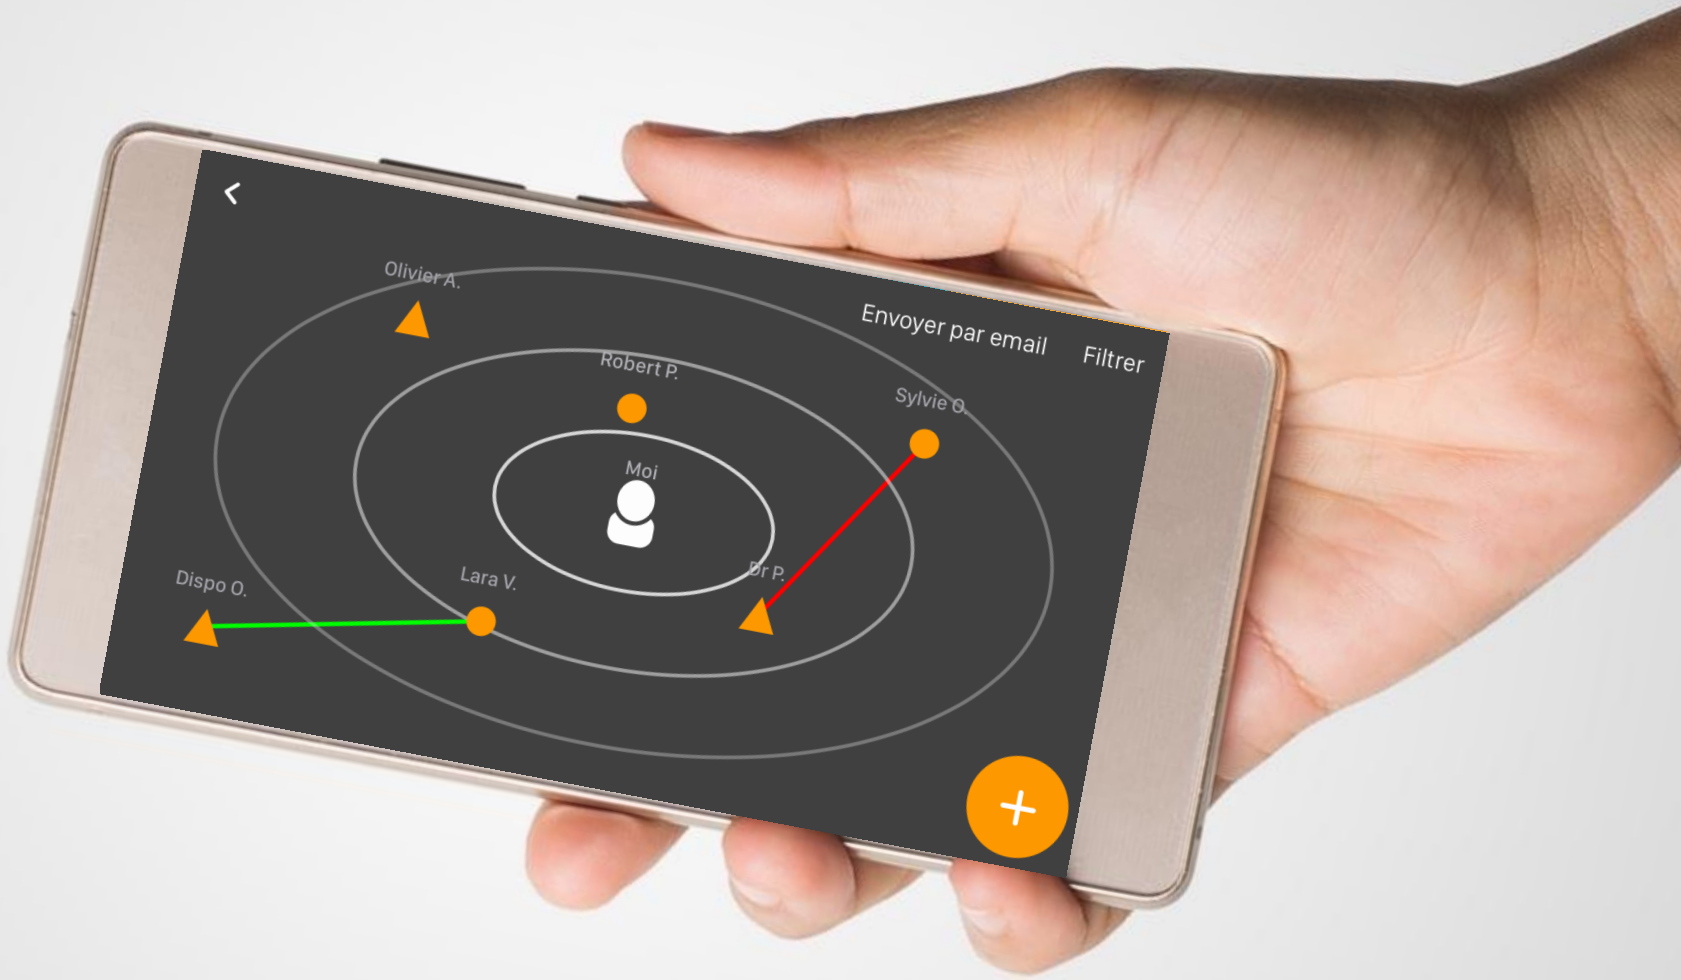 Olivier A.
Envoyer par email
Filtrer
Robert P.
Sylvie O.
Moi
Dr P.
Lara V.
Dispo O.